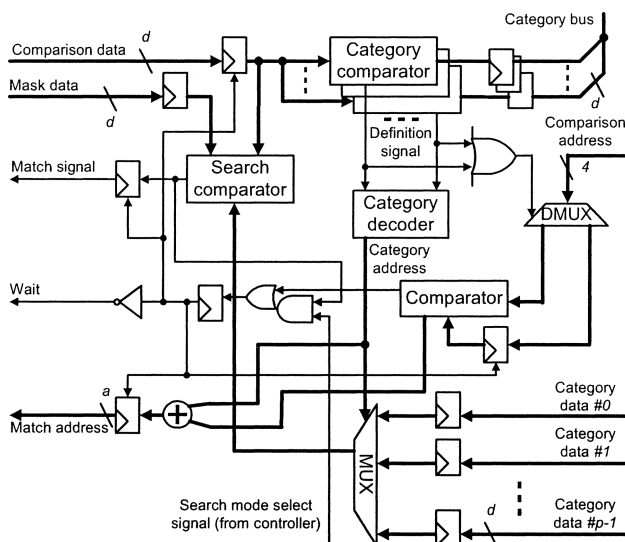 Category bus
Comparison data
d
Category
comparator
Mask data
d
d
Definition
signal
Comparison
address
4
Match signal
Search
comparator
Category
decoder
DMUX
Category
address
Wait
Comparator
a
Match address
+
MUX
Category
data #0
Category
data #1
Search mode select
signal (from controller)
d
Category
data #p-1